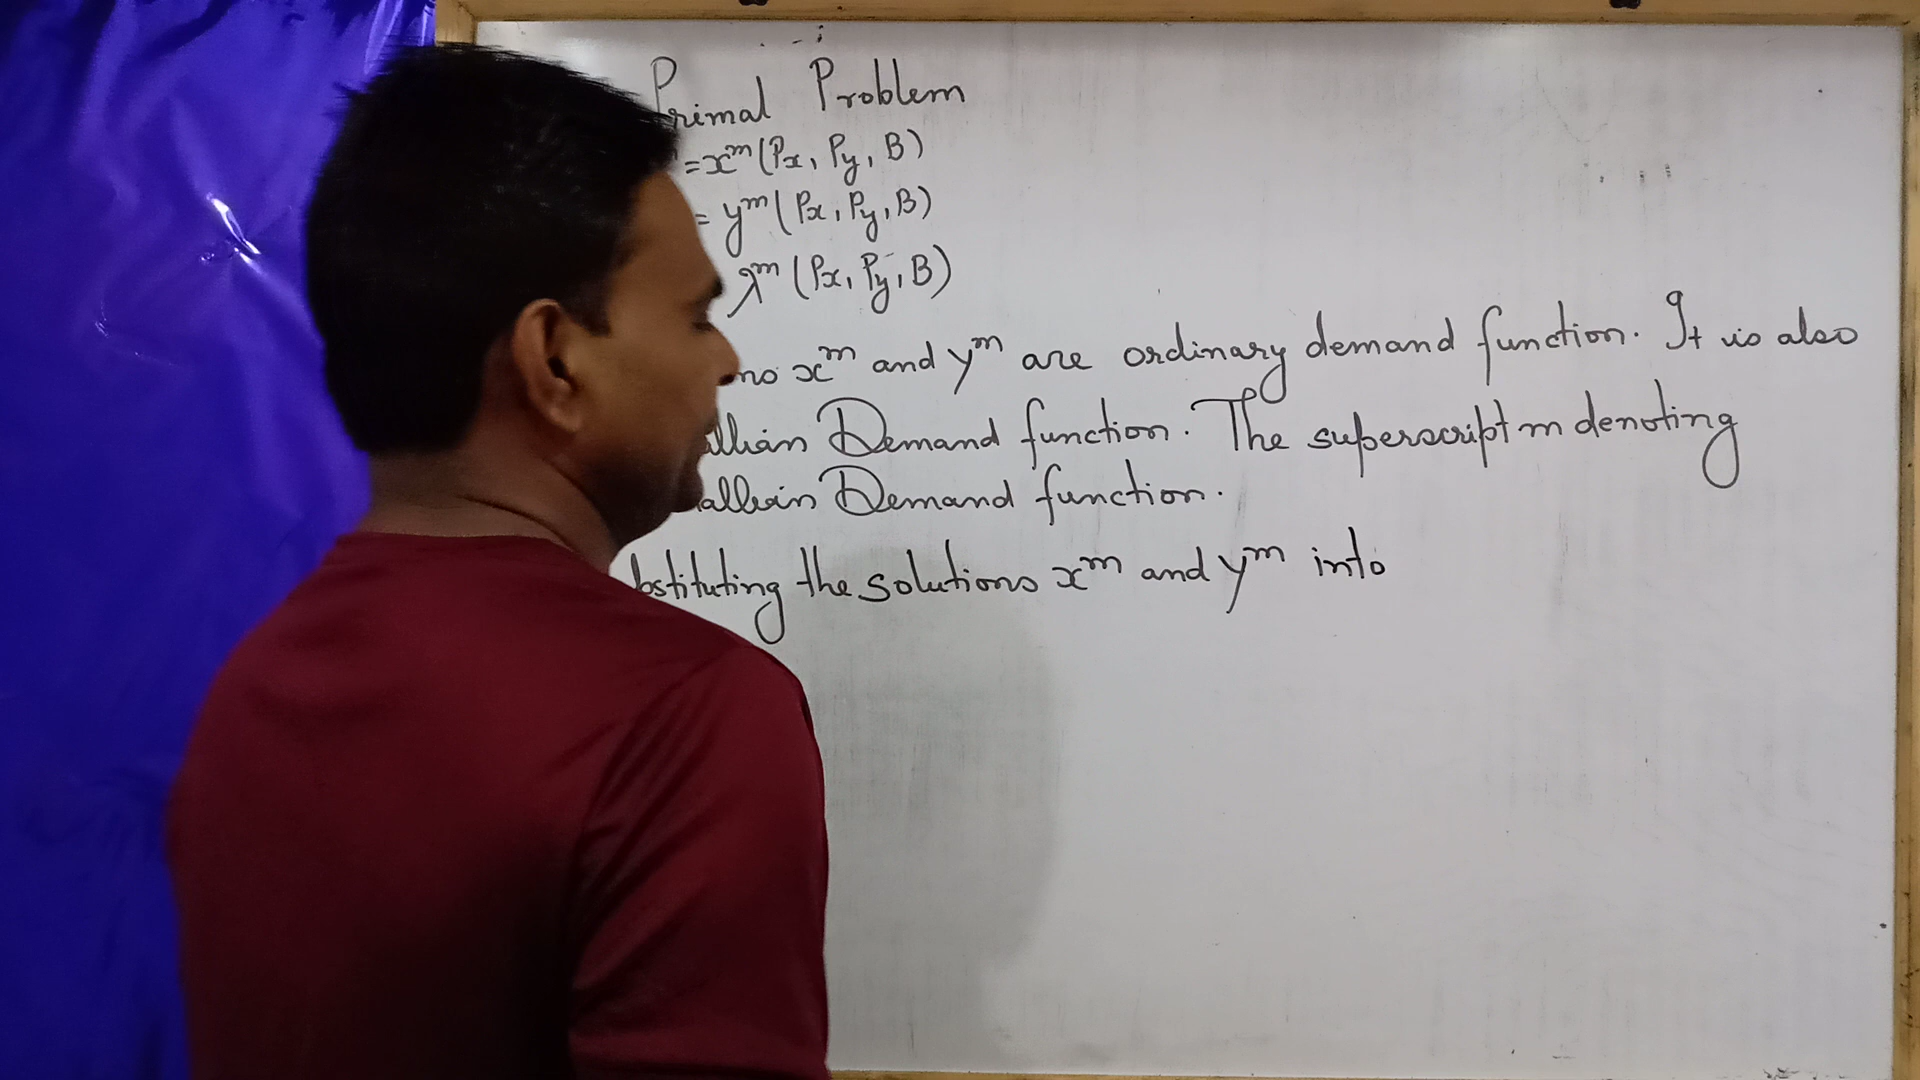 Primal Problem
= x^m (Px, Py, B)
= y^m (Px, Py, B)
λ^m (Px, Py, B)
x^m and y^m are ordinary demand function. It is also
Demand function. The superscript m denoting
Demand function.
the solutions x^m and y^m into